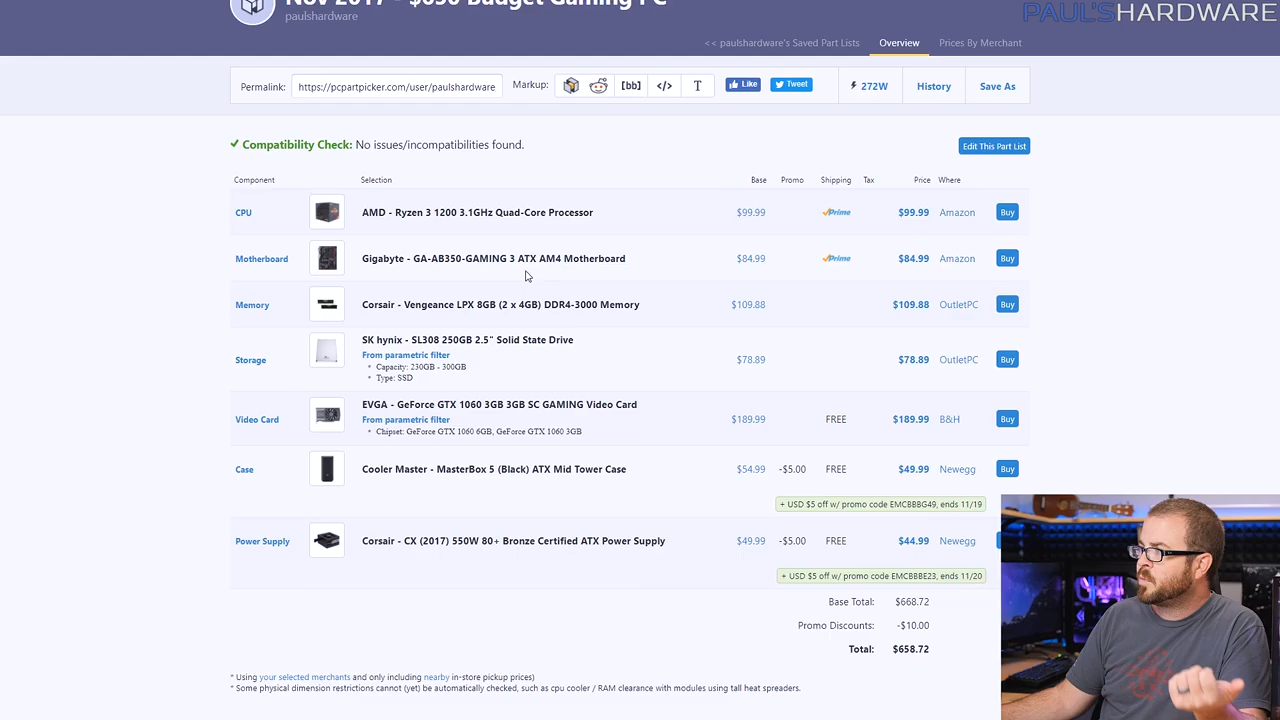 Nov 2017 - $650 Budget Gaming PC
paulshardware
PAUL'SHARDWARE
<< paulshardware's Saved Part Lists Overview Prices By Merchant
Permalink: https://pcpartpicker.com/user/paulshardware Markup: [bb] </> T Like Tweet 272W History Save As
Compatibility Check: No issues/incompatibilities found. Edit This Part List
Component Selection Base Promo Shipping Tax Price Where
CPU AMD - Ryzen 3 1200 3.1GHz Quad-Core Processor $99.99 Prime $99.99 Amazon Buy
Motherboard Gigabyte - GA-AB350-GAMING 3 ATX AM4 Motherboard $84.99 Prime $84.99 Amazon Buy
Memory Corsair - Vengeance LPX 8GB (2 x 4GB) DDR4-3000 Memory $109.88 $109.88 OutletPC Buy
SK hynix - SL308 250GB 2.5" Solid State Drive
From parametric filter
Storage $78.89 $78.89 OutletPC Buy
• Capacity: 230GB - 300GB
• Type: SSD
EVGA - GeForce GTX 1060 3GB 3GB SC GAMING Video Card
Video Card From parametric filter $189.99 FREE $189.99 B&H Buy
• Chipset: GeForce GTX 1060 6GB, GeForce GTX 1060 3GB
Case Cooler Master - MasterBox 5 (Black) ATX Mid Tower Case $54.99 -$5.00 FREE $49.99 Newegg Buy
+ USD $5 off w/ promo code EMCBBBG49, ends 11/19
Power Supply Corsair - CX (2017) 550W 80+ Bronze Certified ATX Power Supply $49.99 -$5.00 FREE $44.99 Newegg
+ USD $5 off w/ promo code EMCBBBE23, ends 11/20
Base Total: $668.72
Promo Discounts: -$10.00
Total: $658.72
* Using your selected merchants and only including nearby in-store pickup prices)
* Some physical dimension restrictions cannot (yet) be automatically checked, such as cpu cooler / RAM clearance with modules using tall heat spreaders.